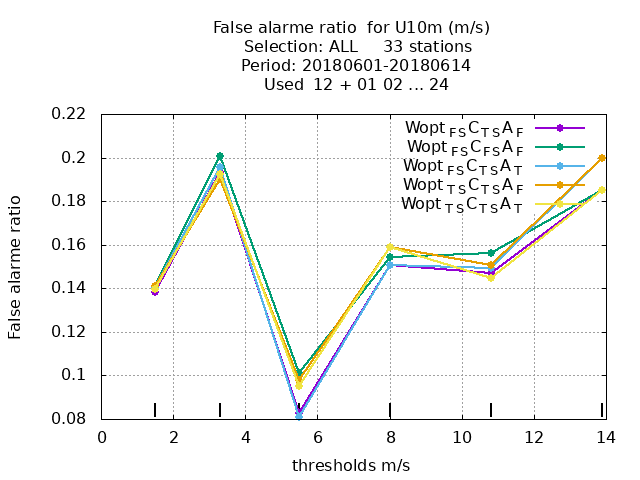 False alarme ratio  for U10m (m/s)
Selection: ALL     33 stations
Period: 20180601-20180614
Used  12 + 01 02 ... 24
Wopt FS C TS A F
Wopt FS C FS A F
Wopt FS C TS A T
Wopt TS C TS A F
Wopt TS C TS A T
False alarme ratio
0.22
0.2
0.18
0.16
0.14
0.12
0.1
0.08
0 2 4 6 8 10 12 14
thresholds m/s